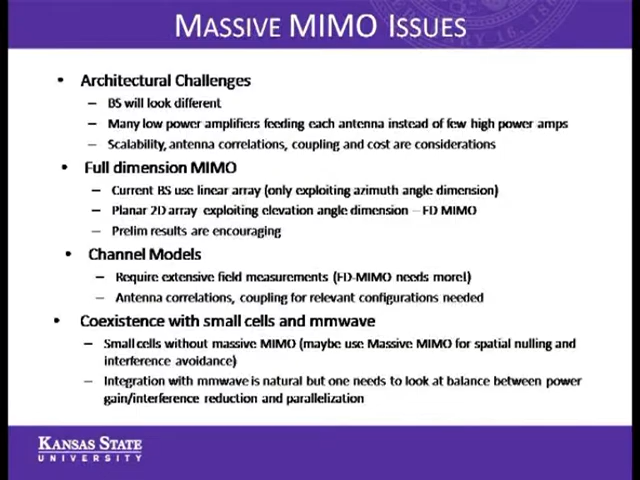 MASSIVE MIMO ISSUES
• Architectural Challenges
– BS will look different
– Many low power amplifiers feeding each antenna instead of few high power amps
– Scalability, antenna correlations, coupling and cost are considerations
• Full dimension MIMO
– Current BS use linear array (only exploiting azimuth angle dimension)
– Planar 2D array exploiting elevation angle dimension – FD MIMO
– Prelim results are encouraging
• Channel Models
– Require extensive field measurements (FD-MIMO needs more!)
– Antenna correlations, coupling for relevant configurations needed
• Coexistence with small cells and mmwave
– Small cells without massive MIMO (maybe use Massive MIMO for spatial nulling and
interference avoidance)
– Integration with mmwave is natural but one needs to look at balance between power
gain/interference reduction and parallelization
KANSAS STATE
UNIVERSITY